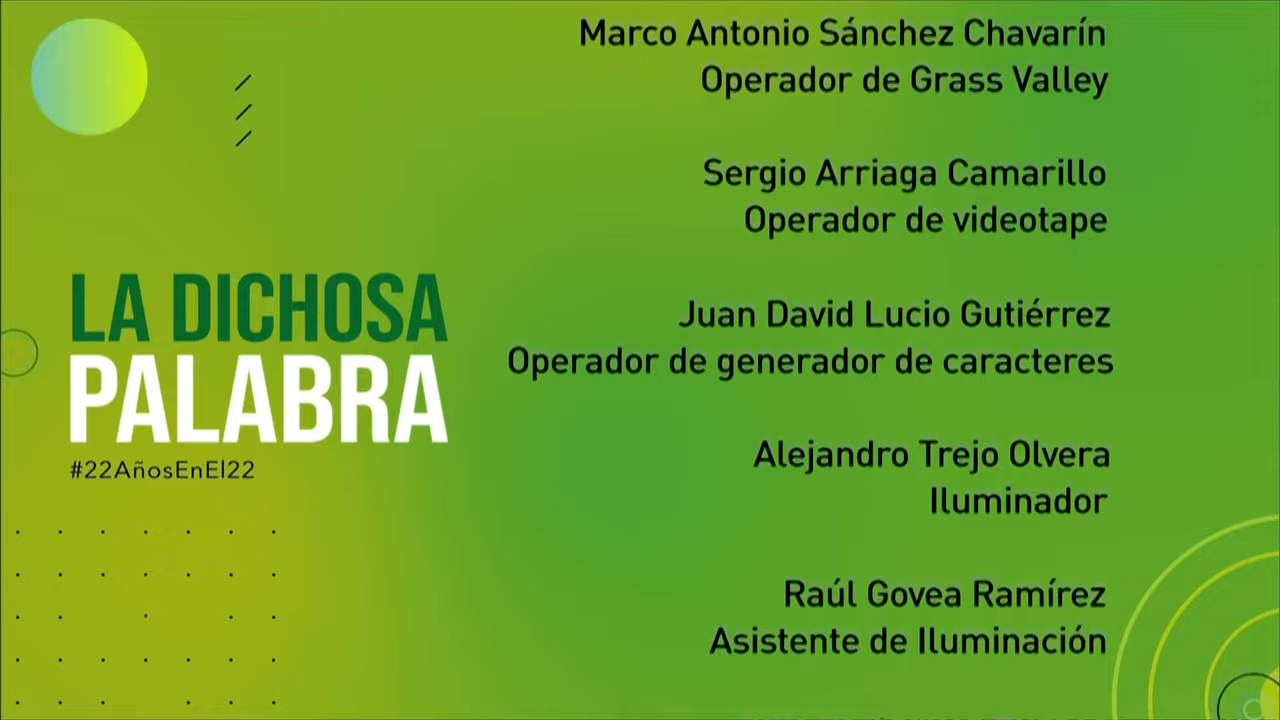 Marco Antonio Sánchez Chavarín
Operador de Grass Valley
Sergio Arriaga Camarillo
Operador de videotape
LA DICHOSA
PALABRA
#22AñosEnEl22
Juan David Lucio Gutiérrez
Operador de generador de caracteres
Alejandro Trejo Olvera
Iluminador
Raúl Govea Ramírez
Asistente de Iluminación